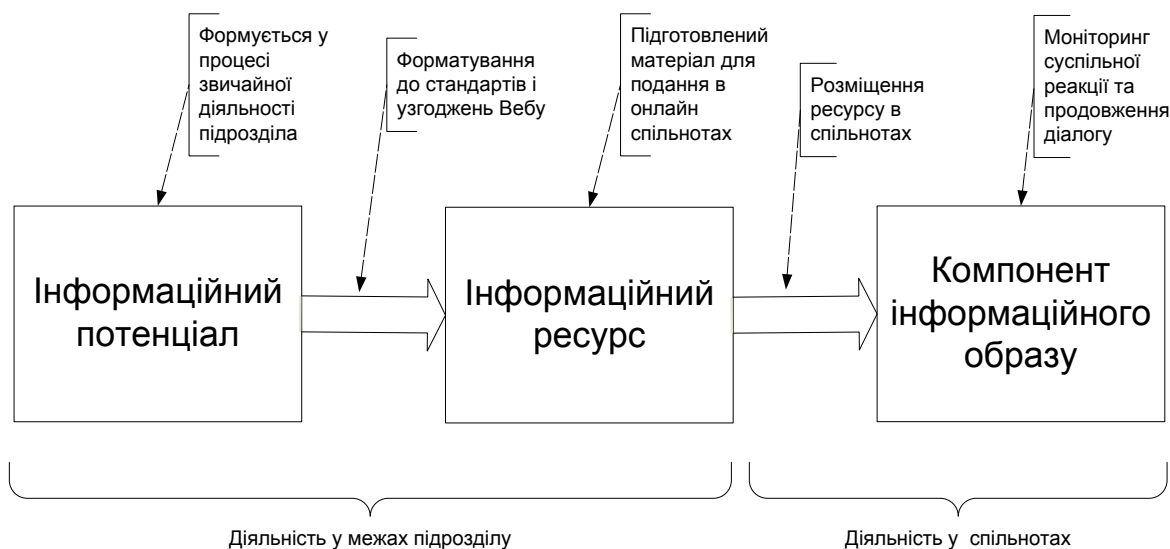 Формується у
процесі
звичайної
діяльності
підрозділа
Форматування
до стандартів і
узгоджень Вебу
Підготовлений
матеріал для
подання в
онлайн
спільнотах
Розміщення
ресурсу в
спільнотах
Моніторинг
суспільної
реакції та
продовження
діалогу
Інформаційний
потенціал
Інформаційний
ресурс
Компонент
інформаційного
образу
Діяльність у межах підрозділу
Діяльність у спільнотах